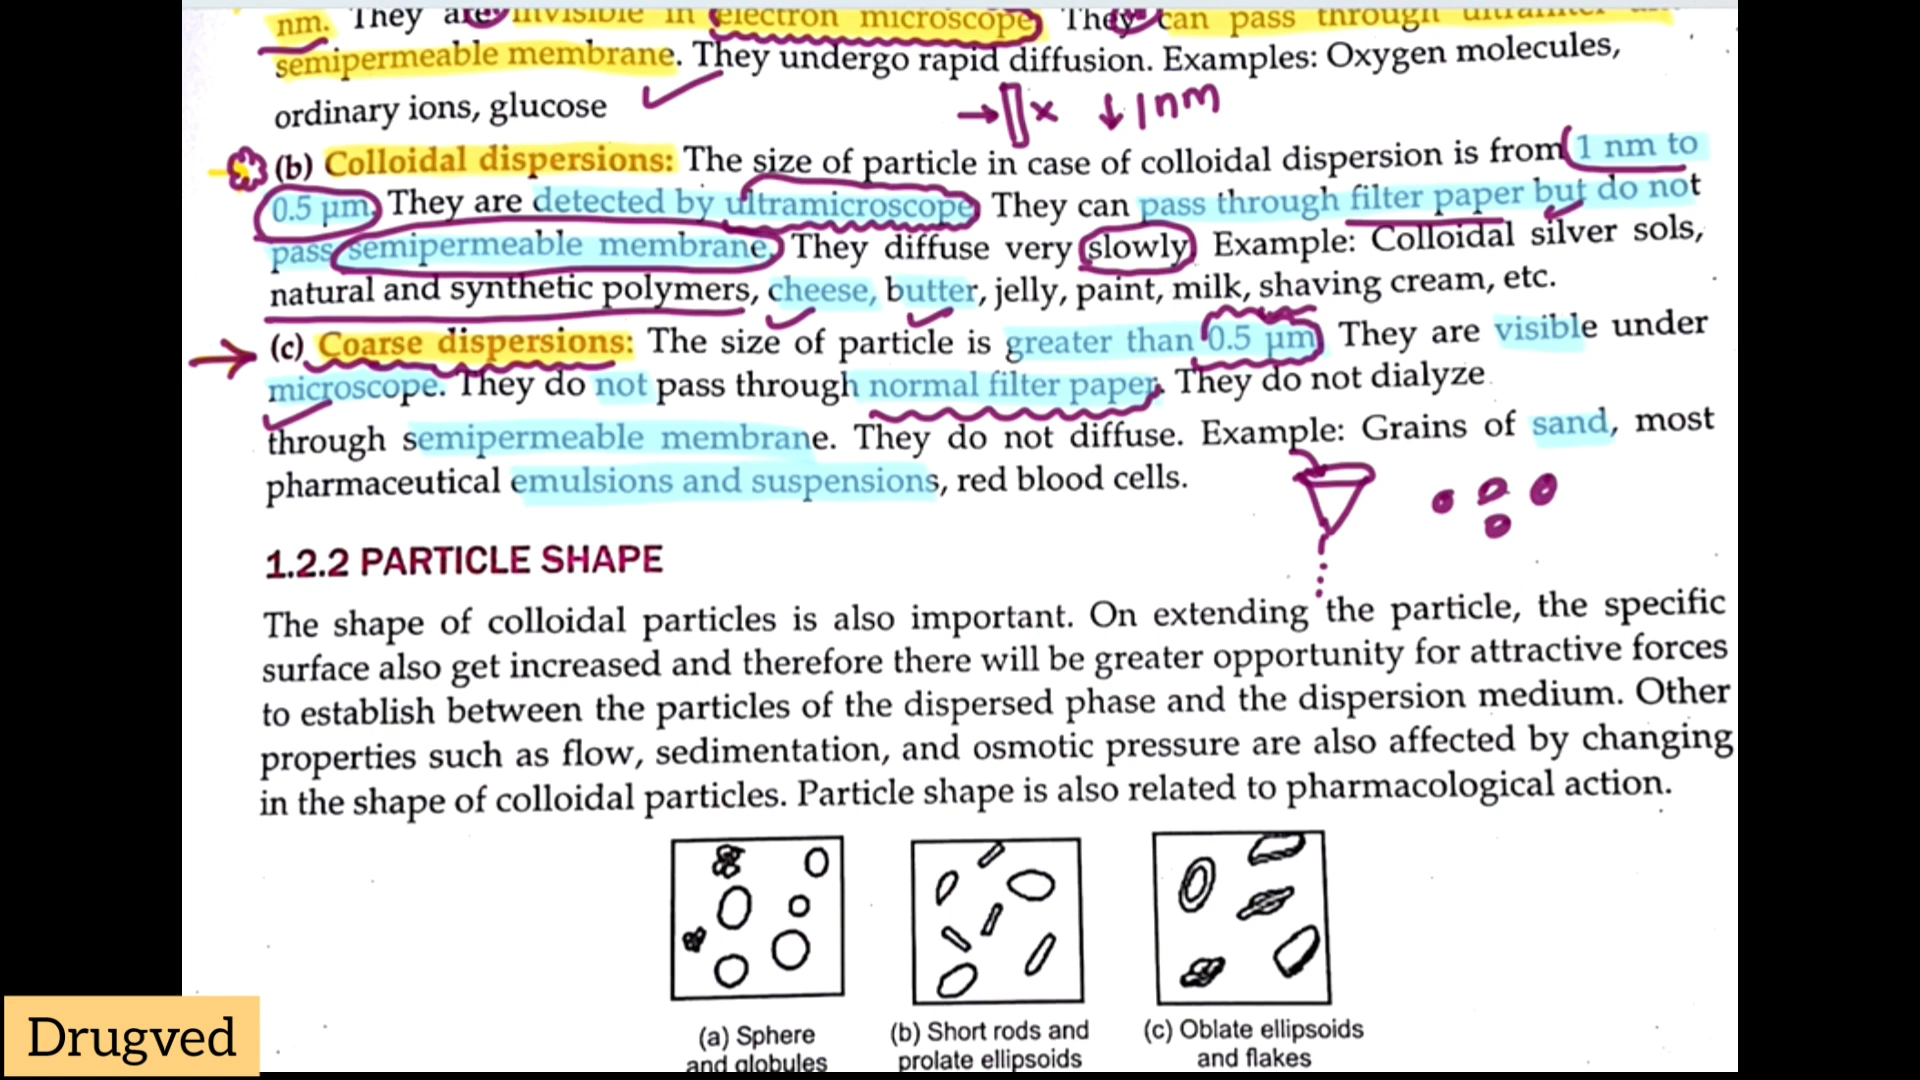 nm. They are invisible in electron microscope. They can pass through ultrafilter and
semipermeable membrane. They undergo rapid diffusion. Examples: Oxygen molecules,
ordinary ions, glucose
→ x ↓ 1nm
(b) Colloidal dispersions: The size of particle in case of colloidal dispersion is from 1 nm to
0.5 µm. They are detected by ultramicroscope. They can pass through filter paper but do not
pass semipermeable membrane. They diffuse very slowly. Example: Colloidal silver sols,
natural and synthetic polymers, cheese, butter, jelly, paint, milk, shaving cream, etc.
(c) Coarse dispersions: The size of particle is greater than 0.5 µm. They are visible under
microscope. They do not pass through normal filter paper. They do not dialyze
through semipermeable membrane. They do not diffuse. Example: Grains of sand, most
pharmaceutical emulsions and suspensions, red blood cells.
1.2.2 PARTICLE SHAPE
The shape of colloidal particles is also important. On extending the particle, the specific
surface also get increased and therefore there will be greater opportunity for attractive forces
to establish between the particles of the dispersed phase and the dispersion medium. Other
properties such as flow, sedimentation, and osmotic pressure are also affected by changing
in the shape of colloidal particles. Particle shape is also related to pharmacological action.
(a) Sphere
and globules
(b) Short rods and
prolate ellipsoids
(c) Oblate ellipsoids
and flakes
Drugved